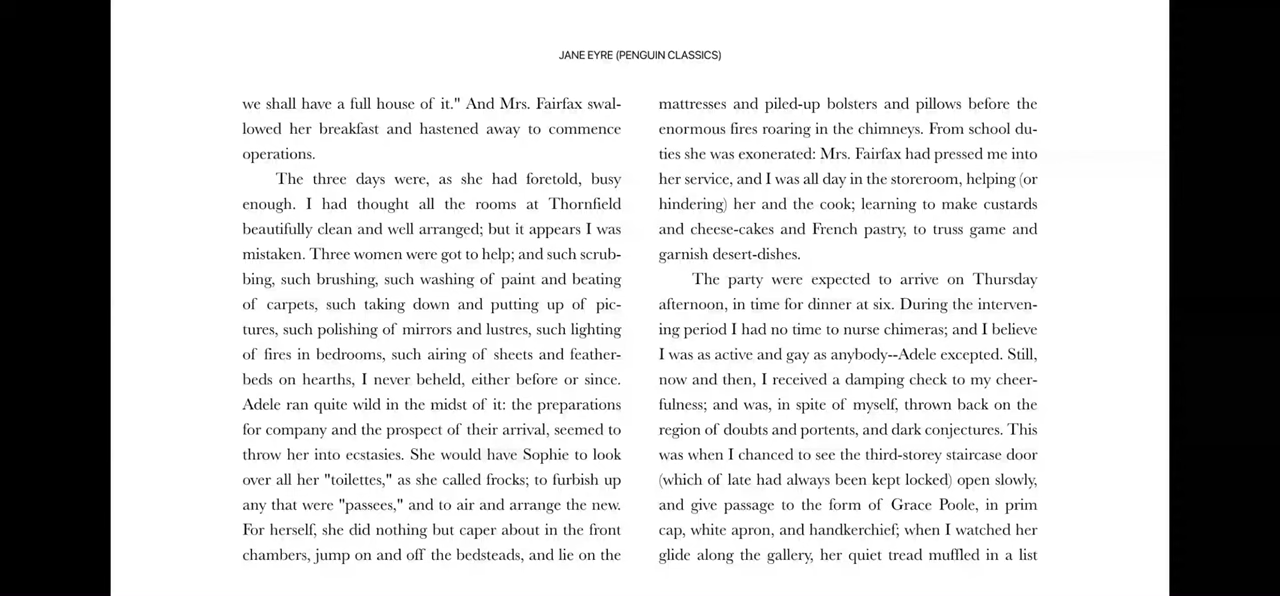 JANE EYRE (PENGUIN CLASSICS)
we shall have a full house of it." And Mrs. Fairfax swal-
lowed her breakfast and hastened away to commence
operations.
The three days were, as she had foretold, busy
enough. I had thought all the rooms at Thornfield
beautifully clean and well arranged; but it appears I was
mistaken. Three women were got to help; and such scrub-
bing, such brushing, such washing of paint and beating
of carpets, such taking down and putting up of pic-
tures, such polishing of mirrors and lustres, such lighting
of fires in bedrooms, such airing of sheets and feather-
beds on hearths, I never beheld, either before or since.
Adele ran quite wild in the midst of it: the preparations
for company and the prospect of their arrival, seemed to
throw her into ecstasies. She would have Sophie to look
over all her "toilettes," as she called frocks; to furbish up
any that were "passees," and to air and arrange the new.
For herself, she did nothing but caper about in the front
chambers, jump on and off the bedsteads, and lie on the
mattresses and piled-up bolsters and pillows before the
enormous fires roaring in the chimneys. From school du-
ties she was exonerated: Mrs. Fairfax had pressed me into
her service, and I was all day in the storeroom, helping (or
hindering) her and the cook; learning to make custards
and cheese-cakes and French pastry, to truss game and
garnish desert-dishes.
The party were expected to arrive on Thursday
afternoon, in time for dinner at six. During the interven-
ing period I had no time to nurse chimeras; and I believe
I was as active and gay as anybody--Adele excepted. Still,
now and then, I received a damping check to my cheer-
fulness; and was, in spite of myself, thrown back on the
region of doubts and portents, and dark conjectures. This
was when I chanced to see the third-storey staircase door
(which of late had always been kept locked) open slowly,
and give passage to the form of Grace Poole, in prim
cap, white apron, and handkerchief; when I watched her
glide along the gallery, her quiet tread muffled in a list